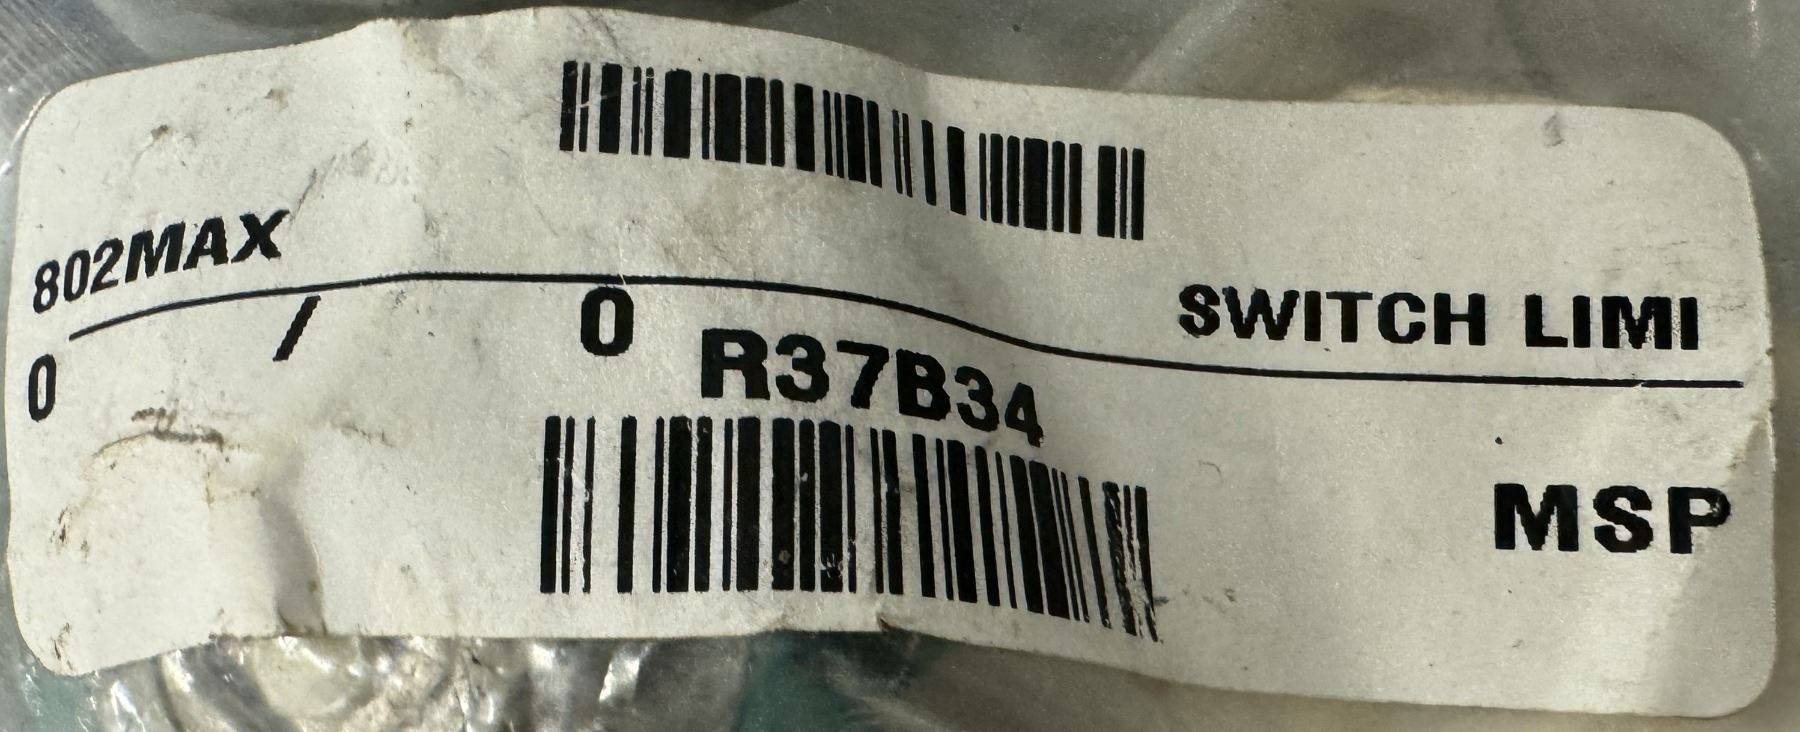 802MAX SWITCH LIMI
0 / 0 R37B34
MSP